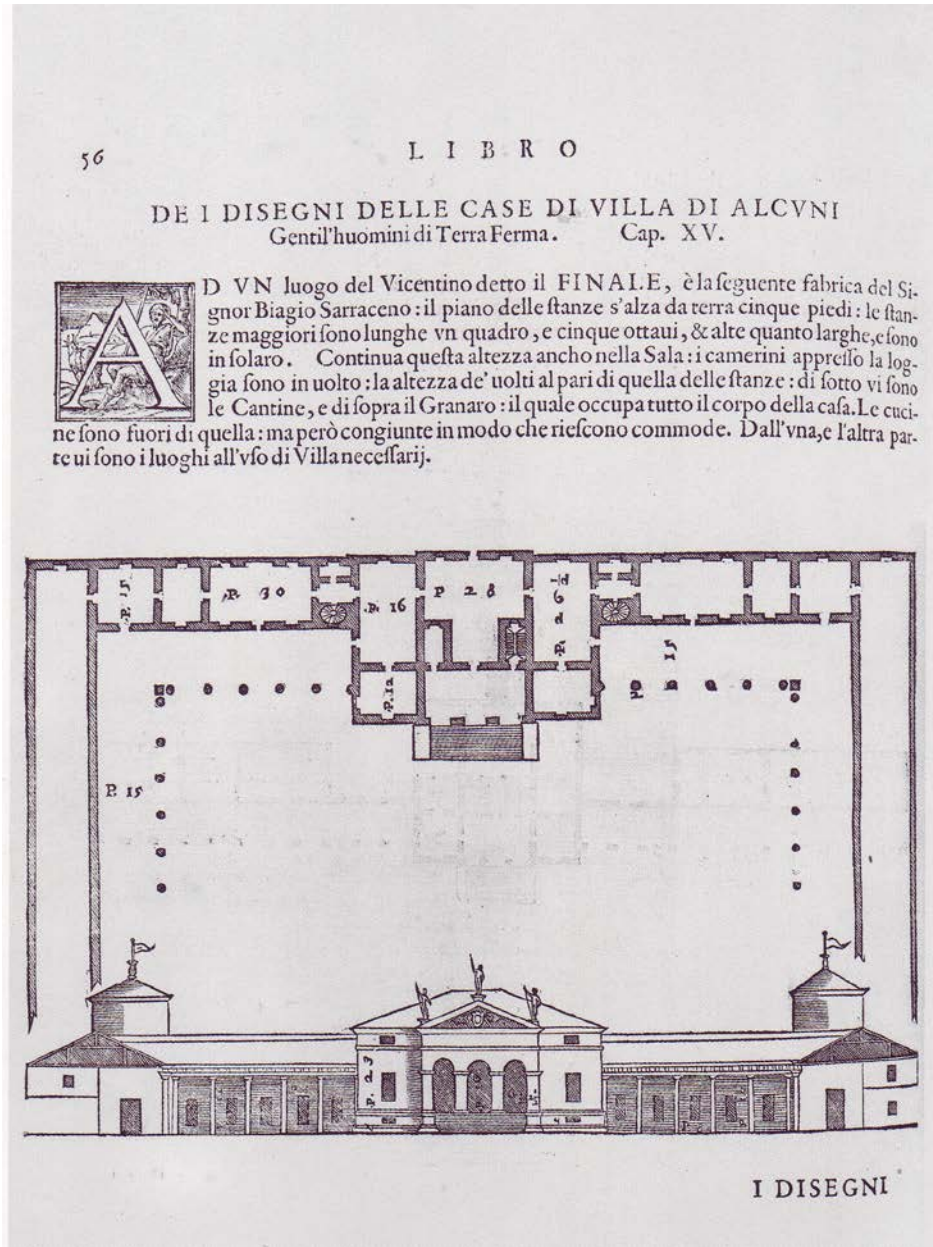 56
LIBRO
DE I DISEGNI DELLE CASE DI VILLA DI ALCVNI
Gentil'huomini di Terra Ferma. Cap. XV.
AD VN luogo del Vicentino detto il FINALE, è la ſeguente fabrica del Si-
gnor Biagio Sarraceno : il piano delle ſtanze s'alza da terra cinque piedi : le ſtan-
ze maggiori ſono lunghe vn quadro, e cinque ottaui, & alte quanto larghe, e ſono
in ſolaro. Continua queſta altezza ancho nella Sala : i camerini appreſſo la log-
gia ſono in uolto : la altezza de' uolti al pari di quella delle ſtanze : di ſotto vi ſono
le Cantine, e di ſopra il Granaro : il quale occupa tutto il corpo della caſa. Le cuci-
ne ſono fuori di quella : ma però congiunte in modo che rieſcono commode. Dall'vna, e l'altra par-
te ui ſono i luoghi all'vſo di Villa neceſſarij.
P. 15
P. 30
P. 16
P 28
P. 26 1/2
P. 12
15
P. 15
P. 23
I DISEGNI